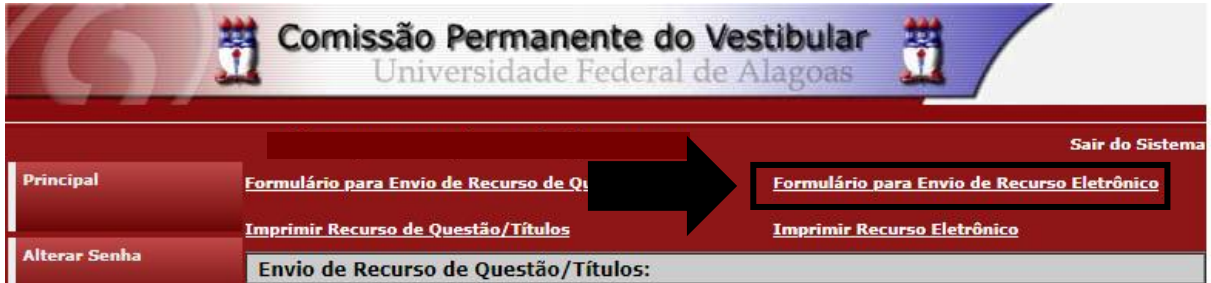 Comissão Permanente do Vestibular
Universidade Federal de Alagoas
Sair do Sistema
Principal
Formulário para Envio de Recurso de
Formulário para Envio de Recurso Eletrônico
Imprimir Recurso de Questão/Títulos
Imprimir Recurso Eletrônico
Alterar Senha
Envio de Recurso de Questão/Títulos: